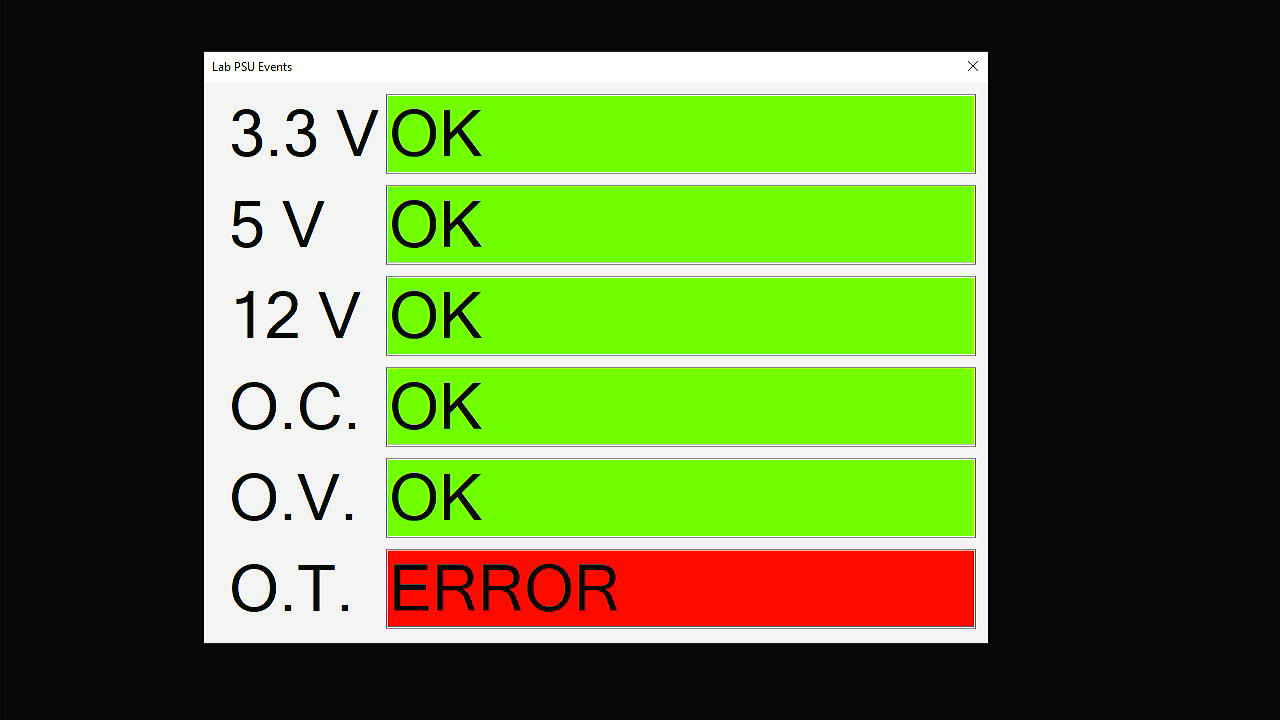 Lab PSU Events
3.3 V OK
5 V OK
12 V OK
O.C. OK
O.V. OK
O.T. ERROR